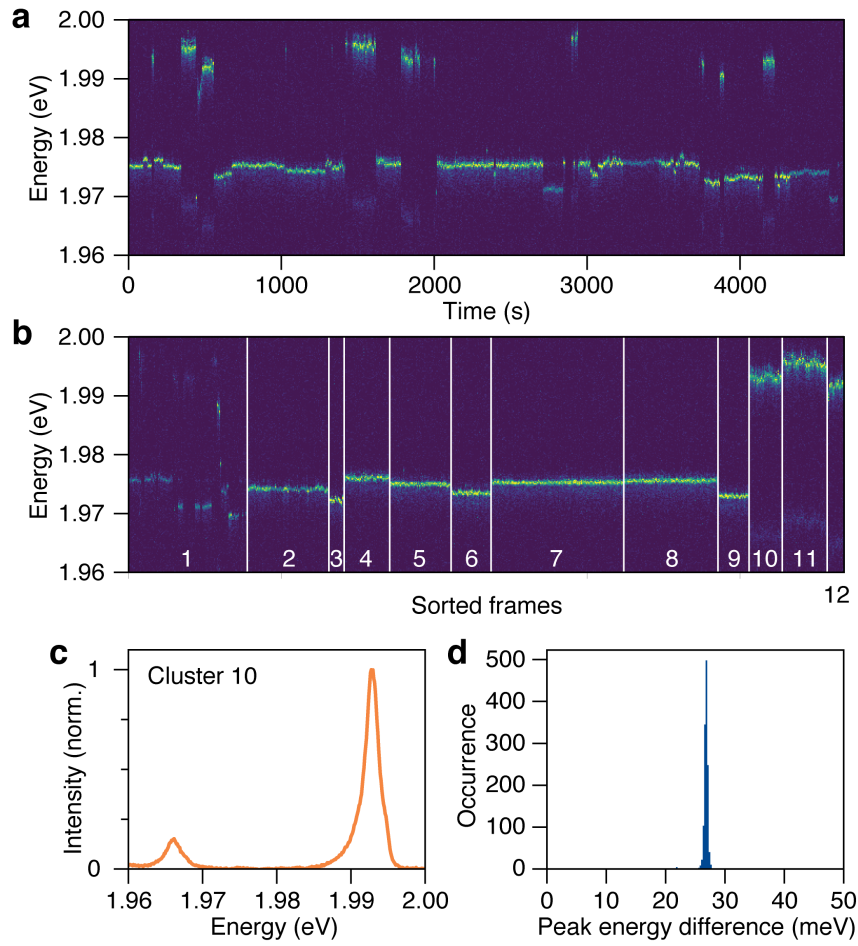 a
2.00
1.99
1.98
1.97
1.96
Energy (eV)
0 1000 2000 3000 4000
Time (s)
b
2.00
1.99
1.98
1.97
1.96
Energy (eV)
1 2 3 4 5 6 7 8 9 10 11
12
Sorted frames
c
Cluster 10
1
0
Intensity (norm.)
1.96 1.97 1.98 1.99 2.00
Energy (eV)
d
500
400
300
200
100
0
Occurrence
0 10 20 30 40 50
Peak energy difference (meV)